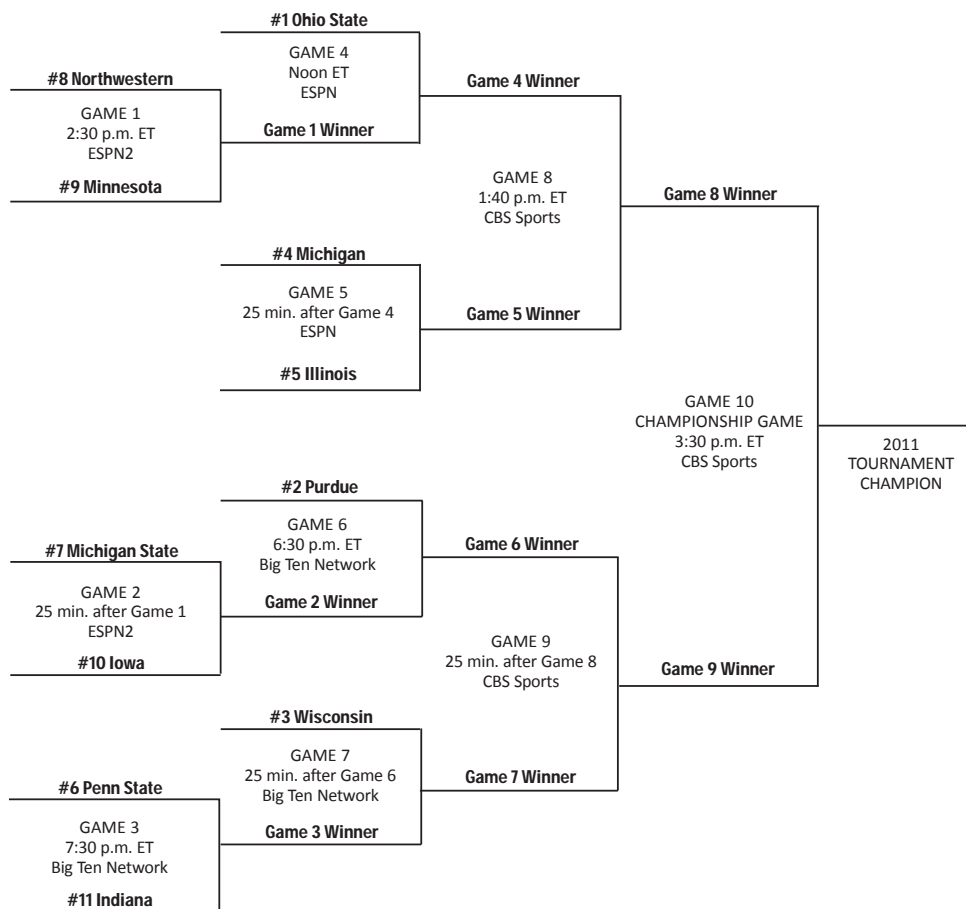 #1 Ohio State
GAME 4
Noon ET
ESPN
#8 Northwestern
GAME 1
2:30 p.m. ET
ESPN2
Game 1 Winner
#9 Minnesota
Game 4 Winner
GAME 8
1:40 p.m. ET
CBS Sports
Game 8 Winner
#4 Michigan
GAME 5
25 min. after Game 4
ESPN
Game 5 Winner
#5 Illinois
GAME 10
CHAMPIONSHIP GAME
3:30 p.m. ET
CBS Sports
2011
TOURNAMENT
CHAMPION
#2 Purdue
GAME 6
6:30 p.m. ET
Big Ten Network
#7 Michigan State
GAME 2
25 min. after Game 1
ESPN2
Game 2 Winner
#10 Iowa
Game 6 Winner
GAME 9
25 min. after Game 8
CBS Sports
Game 9 Winner
#3 Wisconsin
GAME 7
25 min. after Game 6
Big Ten Network
Game 7 Winner
#6 Penn State
GAME 3
7:30 p.m. ET
Big Ten Network
Game 3 Winner
#11 Indiana